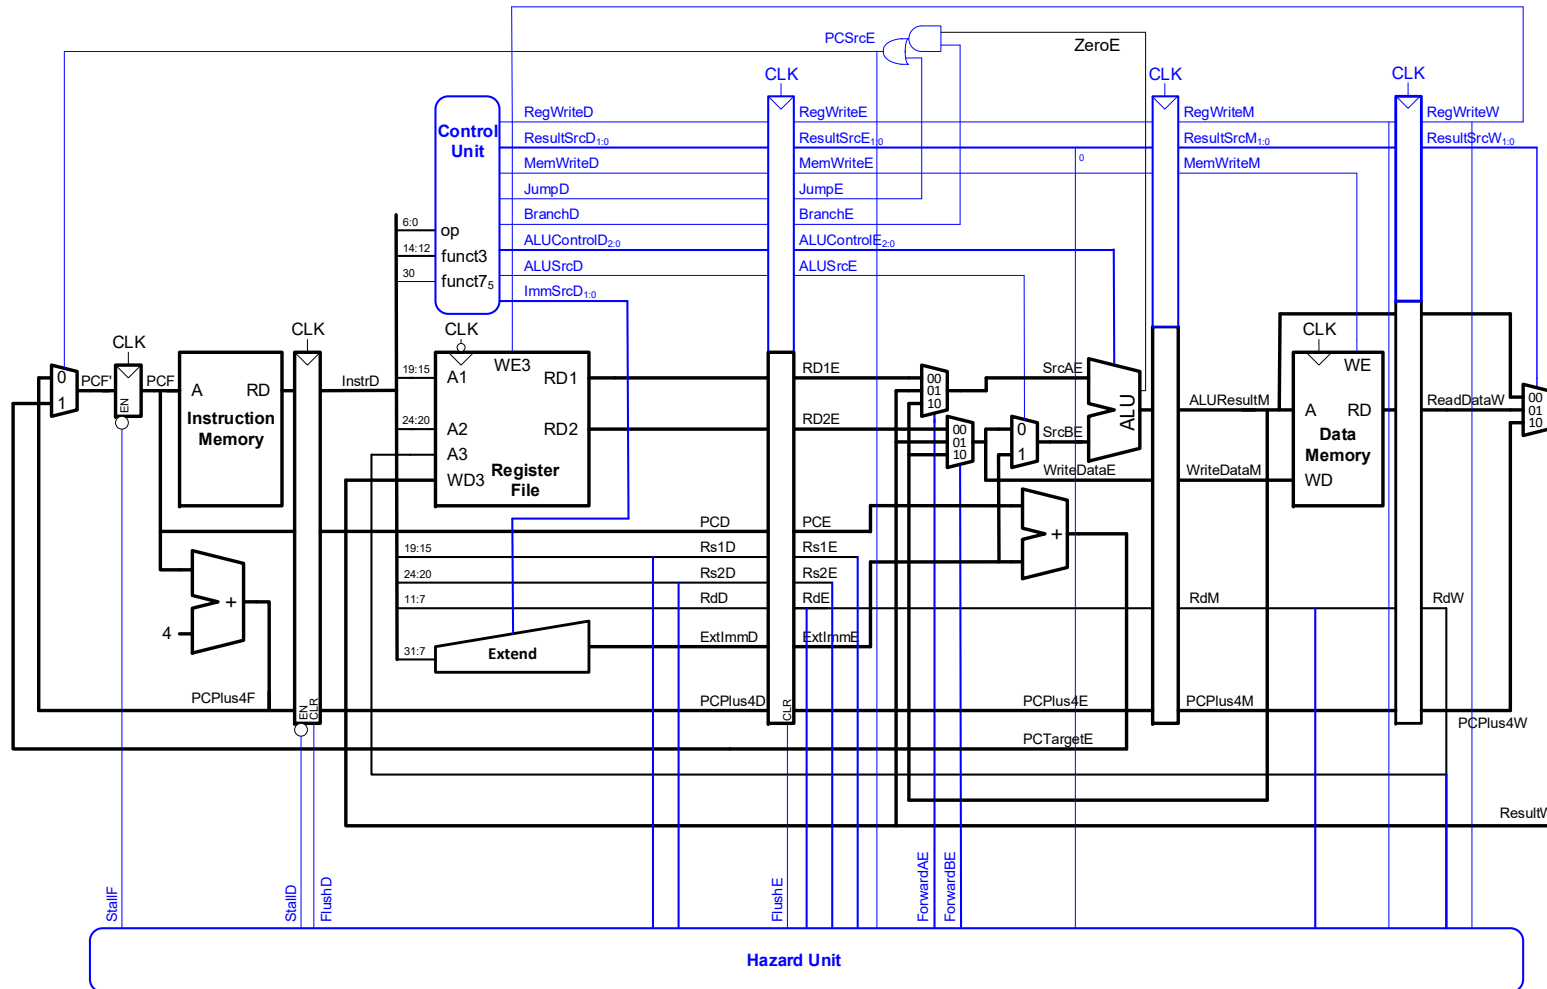 PCSrcE
ZeroE
CLK
CLK
CLK
Control
Unit
RegWriteD
RegWriteE
RegWriteM
RegWriteW
ResultSrcD1:0
ResultSrcE1:0
ResultSrcM1:0
ResultSrcW1:0
0
MemWriteD
MemWriteE
MemWriteM
JumpD
JumpE
BranchD
BranchE
6:0
op
ALUControlD2:0
ALUControlE2:0
14:12
funct3
ALUSrcD
ALUSrcE
30
funct75
ImmSrcD1:0
CLK
CLK
CLK
CLK
0
1
PCF'
EN
PCF
A
RD
Instruction
Memory
InstrD
19:15
A1
WE3
RD1
RD1E
00
01
10
SrcAE
24:20
A2
RD2
RD2E
00
01
10
0
1
SrcBE
ALU
A3
WD3
Register
File
WriteDataE
ALUResultM
WriteDataM
WE
A
RD
Data
Memory
WD
ReadDataW
00
01
10
PCD
PCE
+
19:15
Rs1D
Rs1E
24:20
Rs2D
Rs2E
11:7
RdD
RdE
RdM
RdW
4
+
31:7
Extend
ExtImmD
ExtImmE
PCPlus4F
EN
CLR
PCPlus4D
CLR
PCPlus4E
PCPlus4M
PCPlus4W
PCTargetE
ResultW
StallF
StallD
FlushD
FlushE
ForwardAE
ForwardBE
Hazard Unit